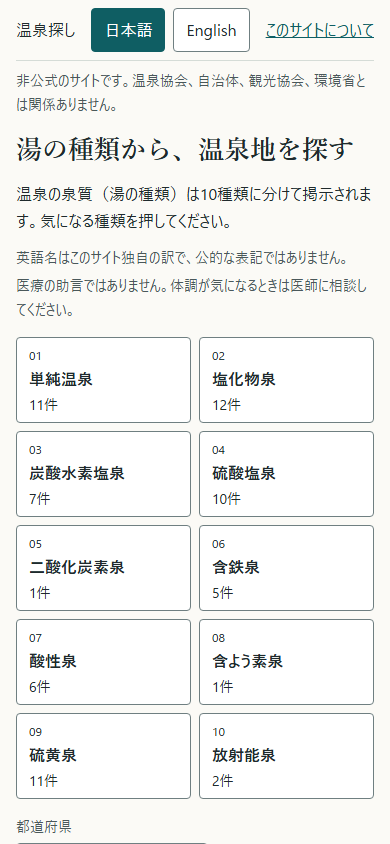 温泉探し 日本語 English このサイトについて
非公式のサイトです。温泉協会、自治体、観光協会、環境省と
は関係ありません。
湯の種類から、温泉地を探す
温泉の泉質（湯の種類）は10種類に分けて掲示されま
す。気になる種類を押してください。
英語名はこのサイト独自の訳で、公的な表記ではありません。
医療の助言ではありません。体調が気になるときは医師に相談し
てください。
01
単純温泉
11件
02
塩化物泉
12件
03
炭酸水素塩泉
7件
04
硫酸塩泉
10件
05
二酸化炭素泉
1件
06
含鉄泉
5件
07
酸性泉
6件
08
含よう素泉
1件
09
硫黄泉
11件
10
放射能泉
2件
都道府県